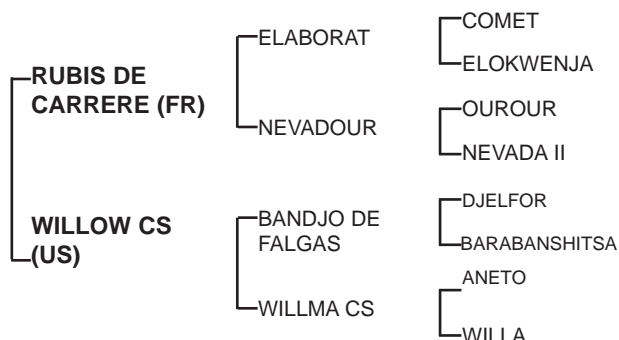 COMET
ELABORAT
ELOKWENJA
RUBIS DE
CARRERE (FR)
OUROUR
NEVADOUR
NEVADA II
DJELFOR
WILLOW CS
(US)
BANDJO DE
FALGAS
BARABANSHITSA
ANETO
WILLMA CS
WILLA